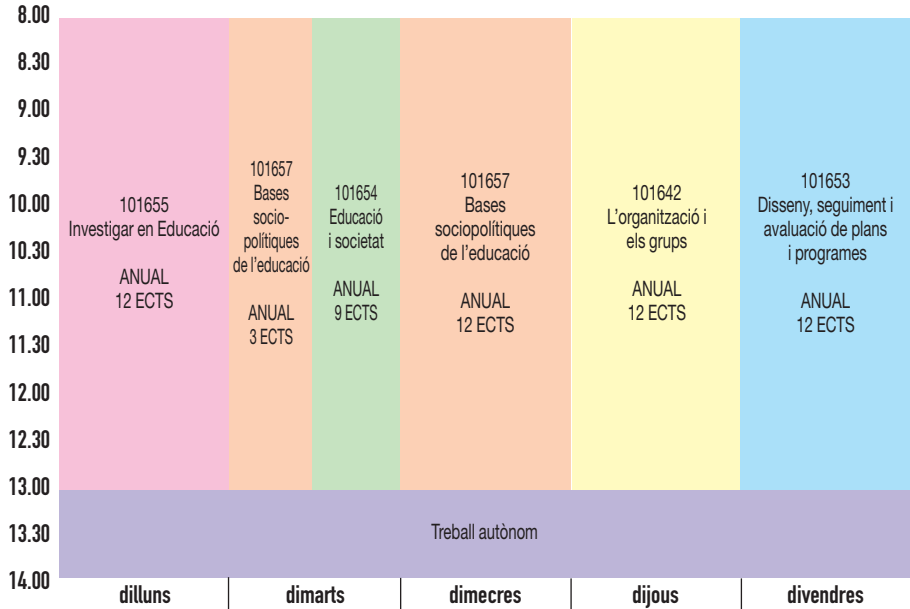 8.00
8.30
9.00
9.30
10.00
10.30
11.00
11.30
12.00
12.30
13.00
13.30
14.00
101655
Investigar en Educació
ANUAL
12 ECTS
101657
Bases
socio-
polítiques
de l’educació
ANUAL
3 ECTS
101654
Educació
i societat
ANUAL
9 ECTS
101657
Bases
sociopolítiques
de l’educació
ANUAL
12 ECTS
101642
L’organització i
els grups
ANUAL
12 ECTS
101653
Disseny, seguiment i
avaluació de plans
i programes
ANUAL
12 ECTS
Treball autònom
dilluns
dimarts
dimecres
dijous
divendres